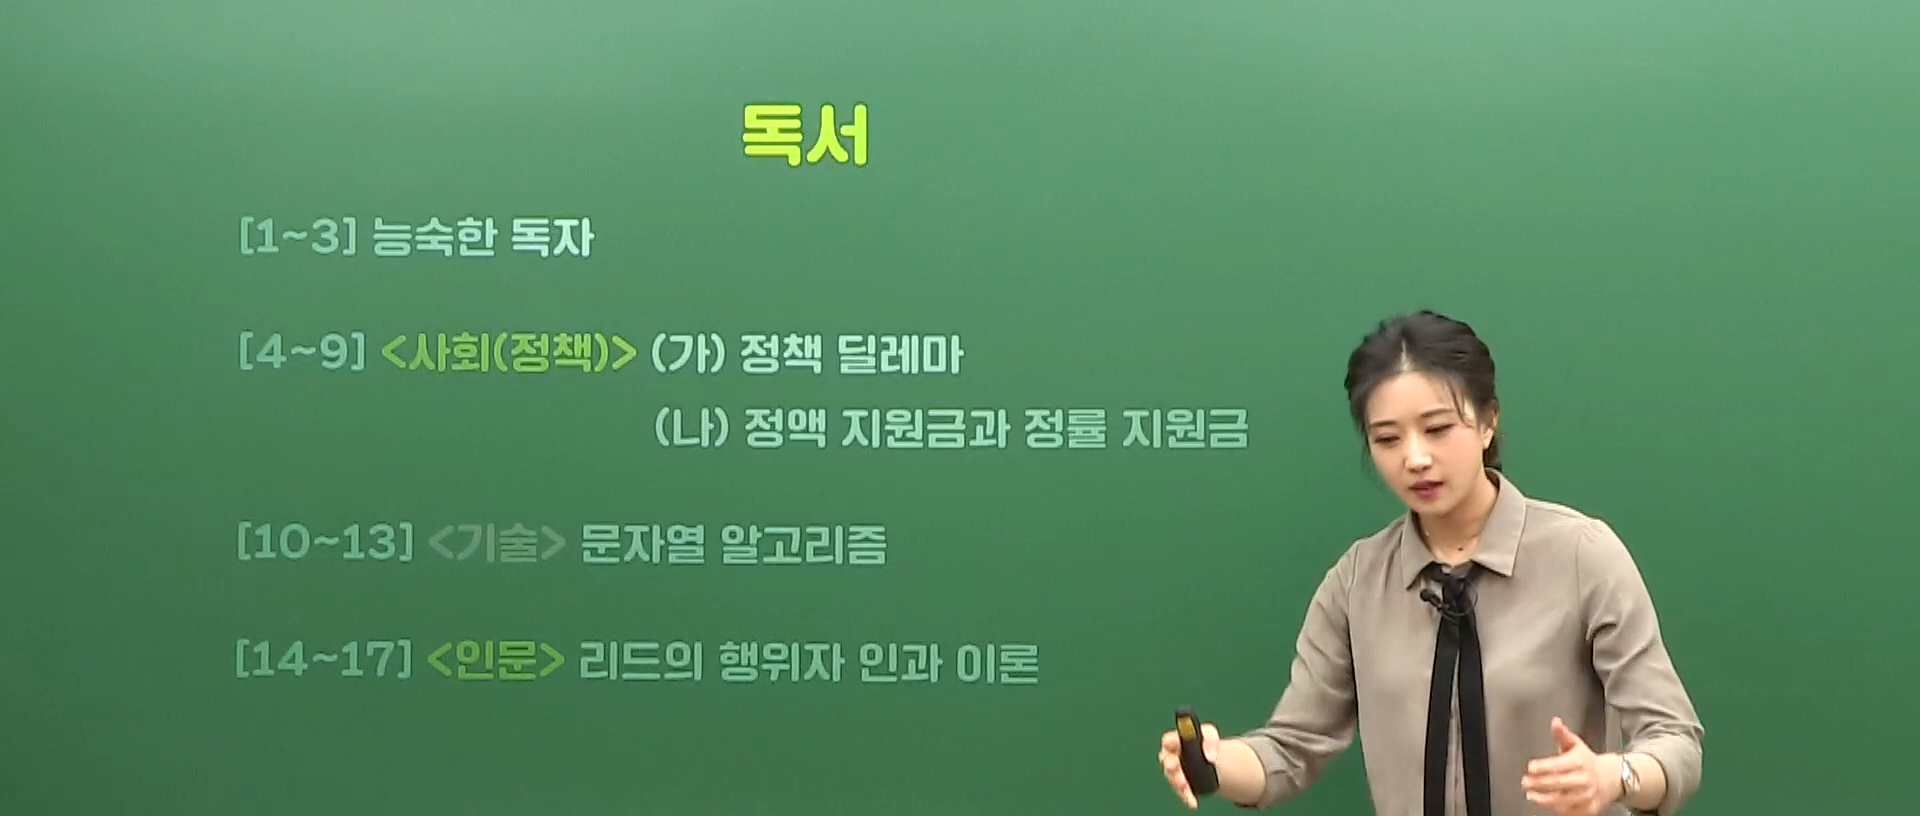 독서
[1~3] 능숙한 독자
[4~9] <사회(정책)> (가) 정책 딜레마
(나) 정액 지원금과 정률 지원금
[10~13] <기술> 문자열 알고리즘
[14~17] <인문> 리드의 행위자 인과 이론